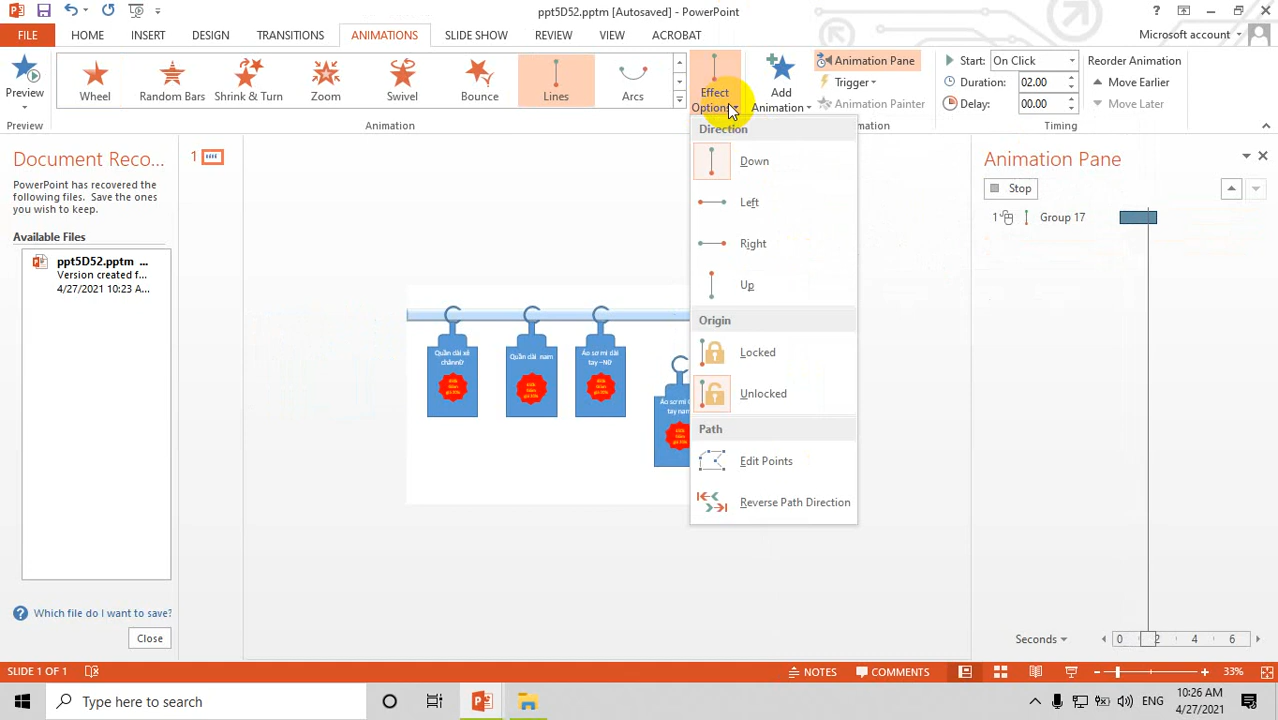 ppt5D52.pptm [Autosaved] - PowerPoint
FILE HOME INSERT DESIGN TRANSITIONS ANIMATIONS SLIDE SHOW REVIEW VIEW ACROBAT Microsoft account
Preview
Wheel Random Bars Shrink & Turn Zoom Swivel Bounce Lines Arcs
Effect Options
Add Animation
Animation Pane
Trigger
Animation Painter
Start: On Click
Duration: 02.00
Delay: 00.00
Reorder Animation
Move Earlier
Move Later
Preview Animation mation Timing
Document Reco...
PowerPoint has recovered the
following files. Save the ones
you wish to keep.
Available Files
ppt5D52.pptm ...
Version created f...
4/27/2021 10:23 A...
Which file do I want to save?
Close
1
Quần dài nam
Direction
Down
Left
Right
Up
Origin
Locked
Unlocked
Path
Edit Points
Reverse Path Direction
Animation Pane
Stop
1 Group 17
Seconds 0 2 4 6
SLIDE 1 OF 1 NOTES COMMENTS 33%
Type here to search
ENG
10:26 AM
4/27/2021